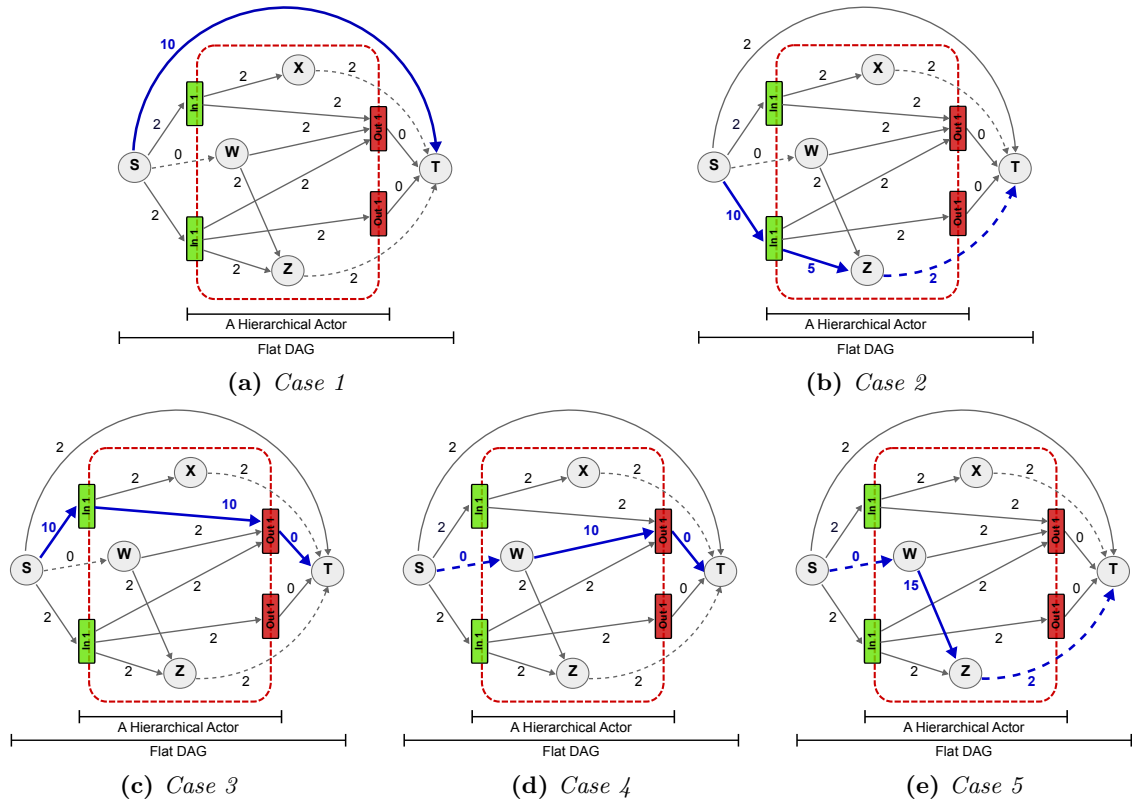 10
2
X
2
In 1
2
2
Out 1
0
2
W
S
0
2
T
2
0
2
Out 1
In 1
2
2
Z
2
A Hierarchical Actor
Flat DAG
(a) Case 1
2
2
X
2
In 1
2
2
Out 1
0
2
W
S
0
2
T
2
0
10
2
Out 1
In 1
2
5
Z
2
A Hierarchical Actor
Flat DAG
(b) Case 2
2
2
X
2
In 1
10
10
Out 1
0
2
W
S
0
2
T
2
0
2
Out 1
In 1
2
2
Z
2
A Hierarchical Actor
Flat DAG
(c) Case 3
2
2
X
2
In 1
2
2
Out 1
0
10
W
S
0
2
T
2
0
2
Out 1
In 1
2
2
Z
2
A Hierarchical Actor
Flat DAG
(d) Case 4
2
2
X
2
In 1
2
2
Out 1
0
2
W
S
0
15
T
2
0
2
Out 1
In 1
2
2
Z
2
A Hierarchical Actor
Flat DAG
(e) Case 5